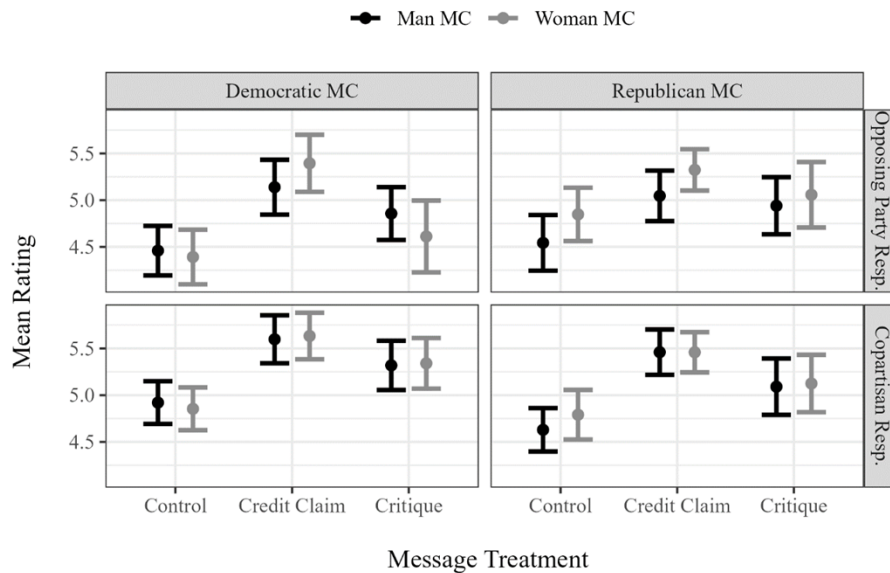 Man MC Woman MC
Democratic MC Republican MC
Opposing Party Resp.
5.5
5.0
4.5
Mean Rating
Copartisan Resp.
5.5
5.0
4.5
Control Credit Claim Critique Control Credit Claim Critique
Message Treatment